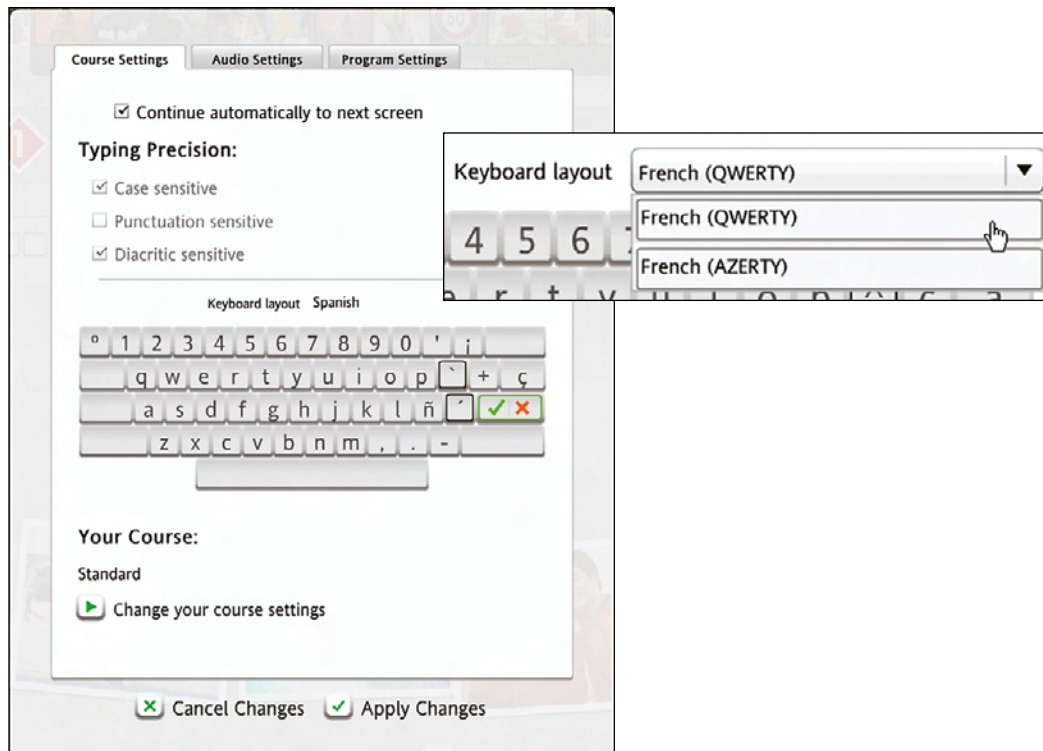 Course Settings Audio Settings Program Settings
Continue automatically to next screen
Typing Precision:
Case sensitive
Punctuation sensitive
Diacritic sensitive
Keyboard layout Spanish
º 1 2 3 4 5 6 7 8 9 0 ' ¡
q w e r t y u i o p ` + ç
a s d f g h j k l ñ ´
z x c v b n m , . -
Your Course:
Standard
Change your course settings
Cancel Changes Apply Changes
Keyboard layout French (QWERTY)
French (QWERTY)
4 5 6
French (AZERTY)